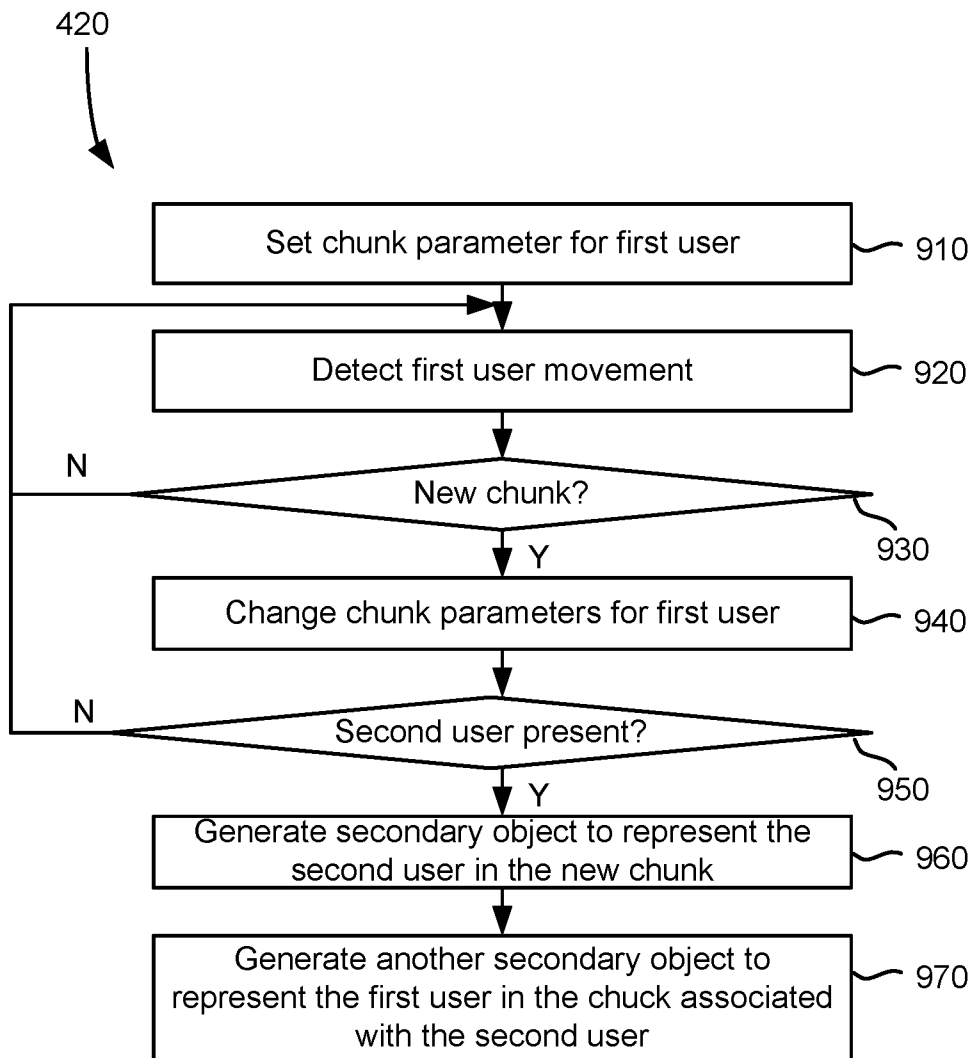 420
Set chunk parameter for first user
910
Detect first user movement
920
N
New chunk?
930
Y
Change chunk parameters for first user
940
N
Second user present?
950
Y
Generate secondary object to represent the
second user in the new chunk
960
Generate another secondary object to
represent the first user in the chuck associated
with the second user
970